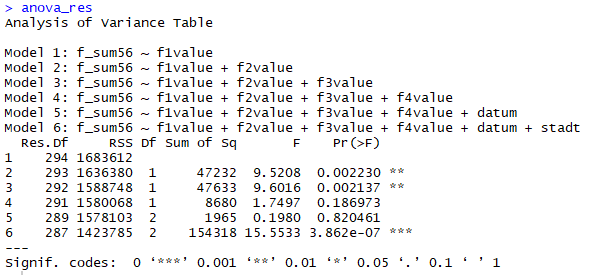 > anova_res
Analysis of Variance Table

Model 1: f_sum56 ~ f1value
Model 2: f_sum56 ~ f1value + f2value
Model 3: f_sum56 ~ f1value + f2value + f3value
Model 4: f_sum56 ~ f1value + f2value + f3value + f4value
Model 5: f_sum56 ~ f1value + f2value + f3value + f4value + datum
Model 6: f_sum56 ~ f1value + f2value + f3value + f4value + datum + stadt
  Res.Df     RSS Df Sum of Sq       F    Pr(>F)
1    294 1683612
2    293 1636380  1     47232  9.5208  0.002230 **
3    292 1588748  1     47633  9.6016  0.002137 **
4    291 1580068  1      8680  1.7497  0.186973
5    289 1578103  2      1965  0.1980  0.820461
6    287 1423785  2    154318 15.5533 3.862e-07 ***
---
Signif. codes:  0 ‘***’ 0.001 ‘**’ 0.01 ‘*’ 0.05 ‘.’ 0.1 ‘ ’ 1